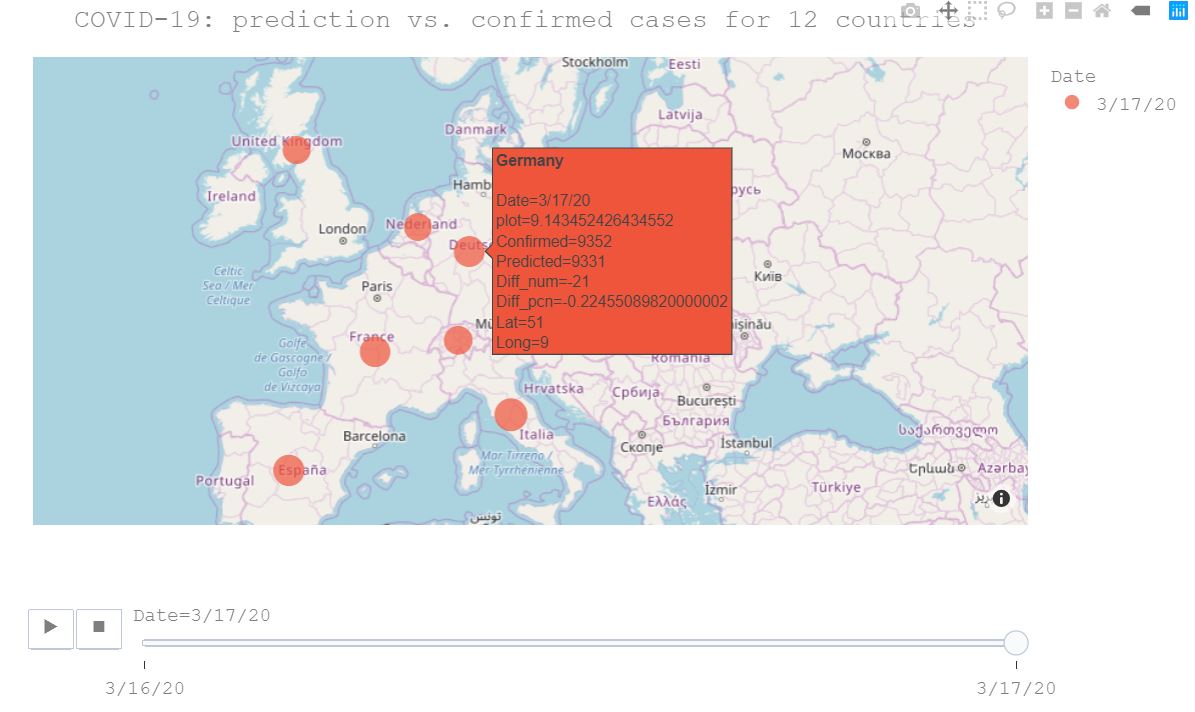 COVID-19: prediction vs. confirmed cases for 12 countries
Date
3/17/20
Stockholm
Eesti
Latvija
Danmark
Москва
United Kingdom
Ireland
Hamb
Germany
Date=3/17/20
plot=9.143452426434552
Confirmed=9352
Predicted=9331
Diff_num=-21
Diff_pcn=-0.22455089820000002
Lat=51
Long=9
русь
London
Nederland
Deuts
Celtic
Sea / Mer
Celtique
Paris
Київ
Mü
ișinău
France
Golfe
de Gascogne /
Golfo
de Vizcaya
România
Hrvatska
Србија
București
България
Barcelona
Italia
Скопје
İstanbul
საქართველო
Mar Tirreno /
Mer Tyrrhénienne
España
Portugal
Երևան
Azərbay
İzmir
Türkiye
Ελλάς
تونس
ریز
Date=3/17/20
3/16/20
3/17/20